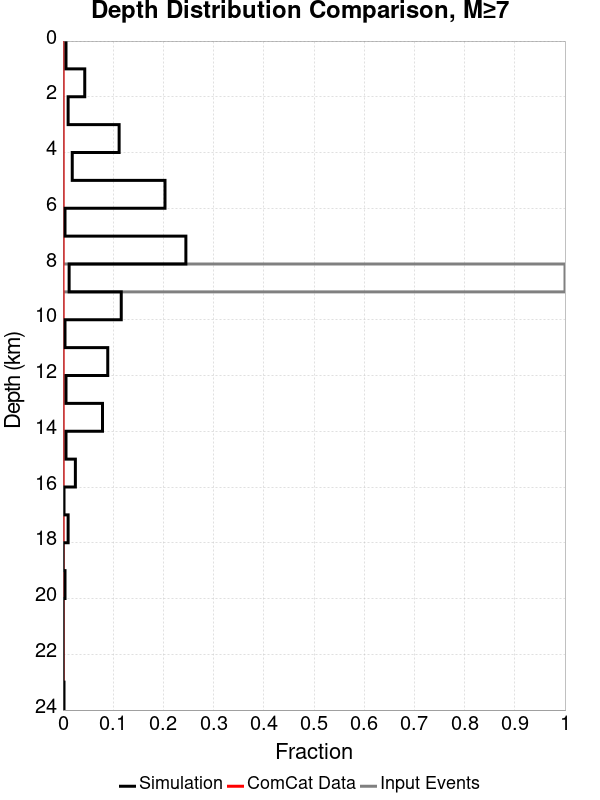 Depth Distribution Comparison, M≥7
0
2
4
6
8
10
12
14
16
18
20
22
24
Depth (km)
0 0.1 0.2 0.3 0.4 0.5 0.6 0.7 0.8 0.9 1
Fraction
Simulation ComCat Data Input Events